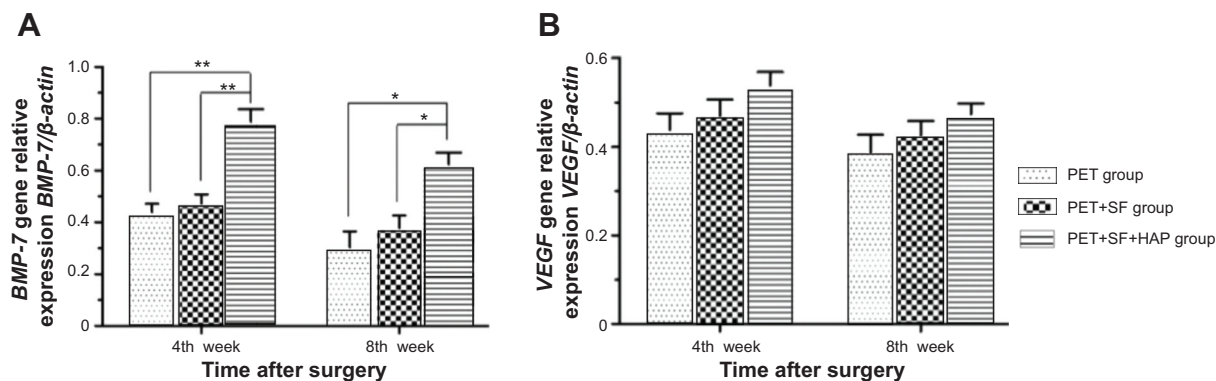 A
BMP-7 gene relative
expression BMP-7/β-actin
1.0
0.8
0.6
0.4
0.2
0
**
**
*
*
4th week
8th week
Time after surgery
B
VEGF gene relative
expression VEGF/β-actin
0.6
0.4
0.2
0
4th week
8th week
Time after surgery
PET group
PET+SF group
PET+SF+HAP group